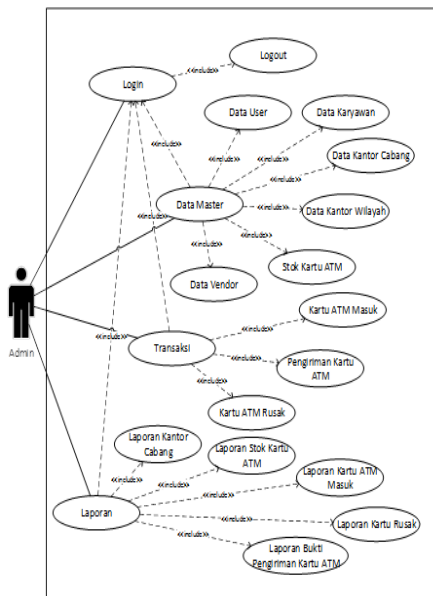 Login
<<include>>
Logout
Data User
Data Karyawan
<<include>>
<<include>>
<<include>>
Data Kantor Cabang
<<include>>
Data Master
<<include>>
<<include>>
Data Kantor Wilayah
<<include>>
<<include>>
Stok Kartu ATM
Data Vendor
Admin
Kartu ATM Masuk
<<include>>
<<include>>
Transaksi
<<include>>
Pengiriman Kartu
ATM
<<include>>
Kartu ATM Rusak
Laporan Kantor
Cabang
Laporan Stok Kartu
ATM
<<include>>
<<include>>
Laporan Kartu ATM
Masuk
<<include>>
Laporan
<<include>>
Laporan Kartu Rusak
<<include>>
Laporan Bukti
Pengiriman Kartu ATM